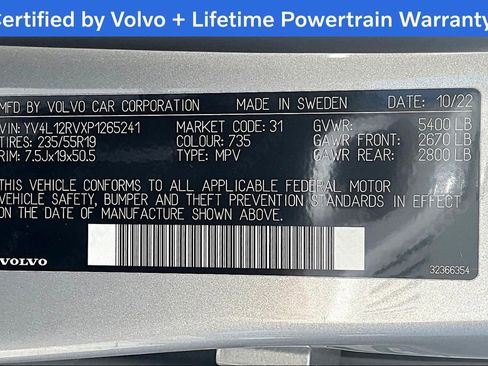 Certified by Volvo + Lifetime Powertrain Warranty
MFD BY VOLVO CAR CORPORATION MADE IN SWEDEN DATE: 10/22
VIN: YV4L12RVXP1265241 MARKET CODE: 31 GVWR: 5400 LB
TIRES: 235/55R19 COLOUR: 735 GAWR FRONT: 2670 LB
RIM: 7.5Jx19x50.5 TYPE: MPV GAWR REAR: 2800 LB
THIS VEHICLE CONFORMS TO ALL APPLICABLE FEDERAL MOTOR
VEHICLE SAFETY, BUMPER AND THEFT PREVENTION STANDARDS IN EFFECT
ON THE DATE OF MANUFACTURE SHOWN ABOVE.
VOLVO
32366354